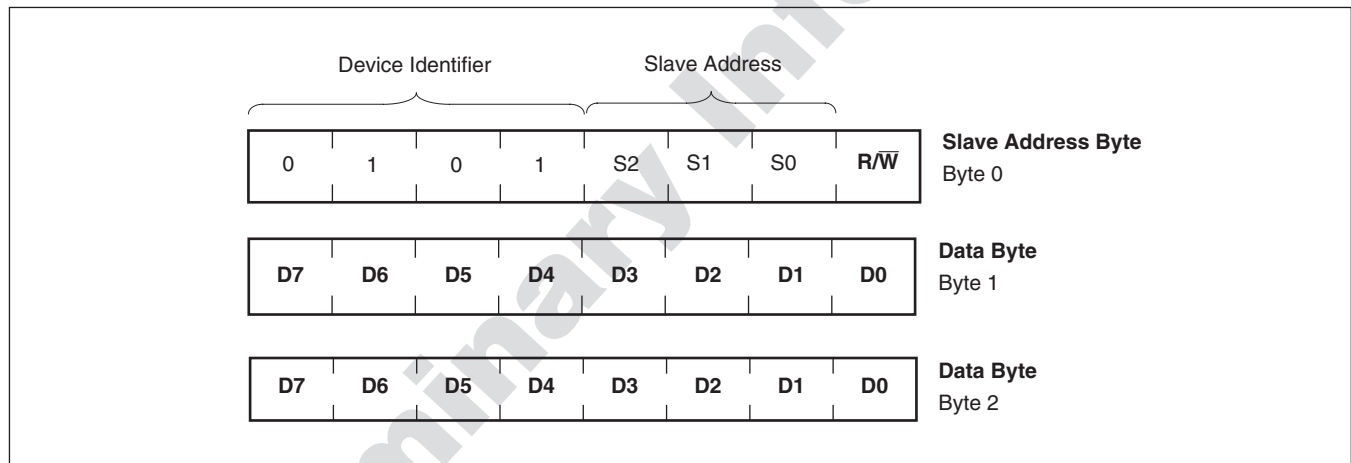 Device Identifier Slave Address
0 1 0 1 S2 S1 S0 R/W̅ Slave Address Byte
Byte 0
D7 D6 D5 D4 D3 D2 D1 D0 Data Byte
Byte 1
D7 D6 D5 D4 D3 D2 D1 D0 Data Byte
Byte 2